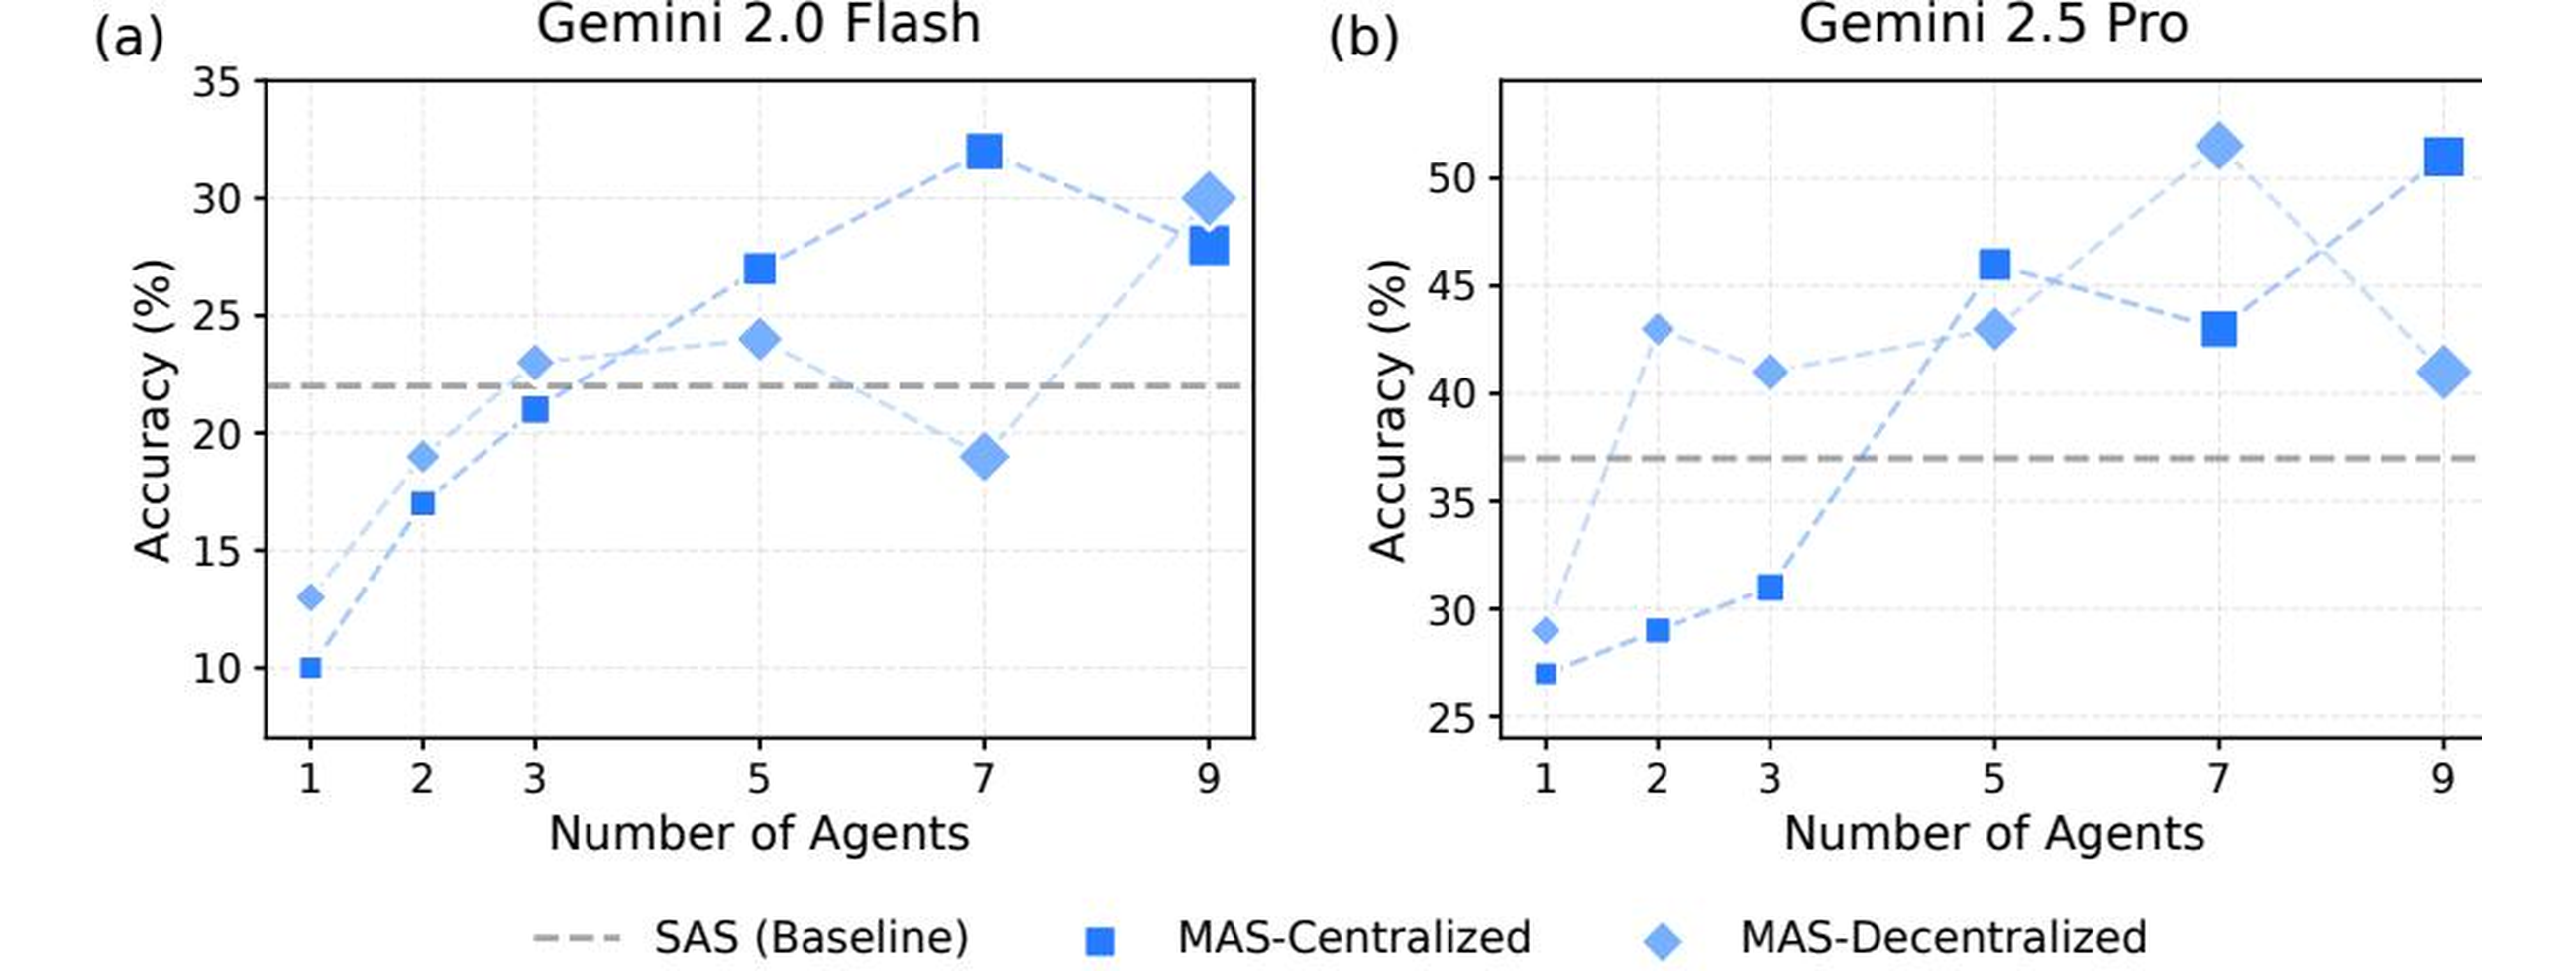 (a)
Gemini 2.0 Flash
35
30
25
20
15
10
Accuracy (%)
1 2 3 5 7 9
Number of Agents
(b)
Gemini 2.5 Pro
50
45
40
35
30
25
Accuracy (%)
1 2 3 5 7 9
Number of Agents
SAS (Baseline) MAS-Centralized MAS-Decentralized